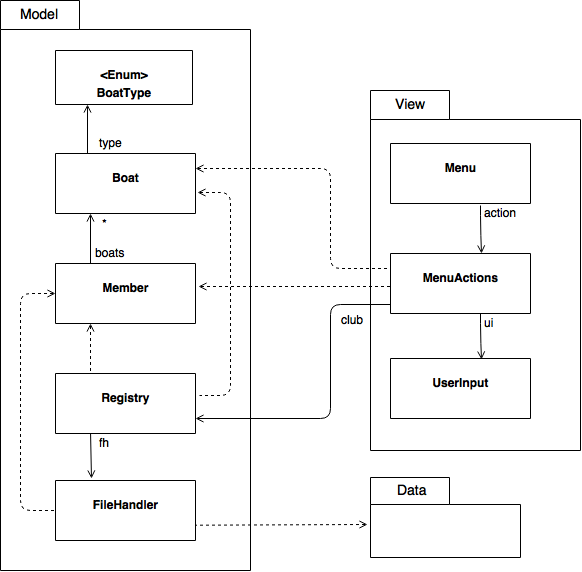 Model
<Enum>
BoatType
type
Boat
*
boats
Member
Registry
fh
FileHandler
View
Menu
action
MenuActions
club
ui
UserInput
Data